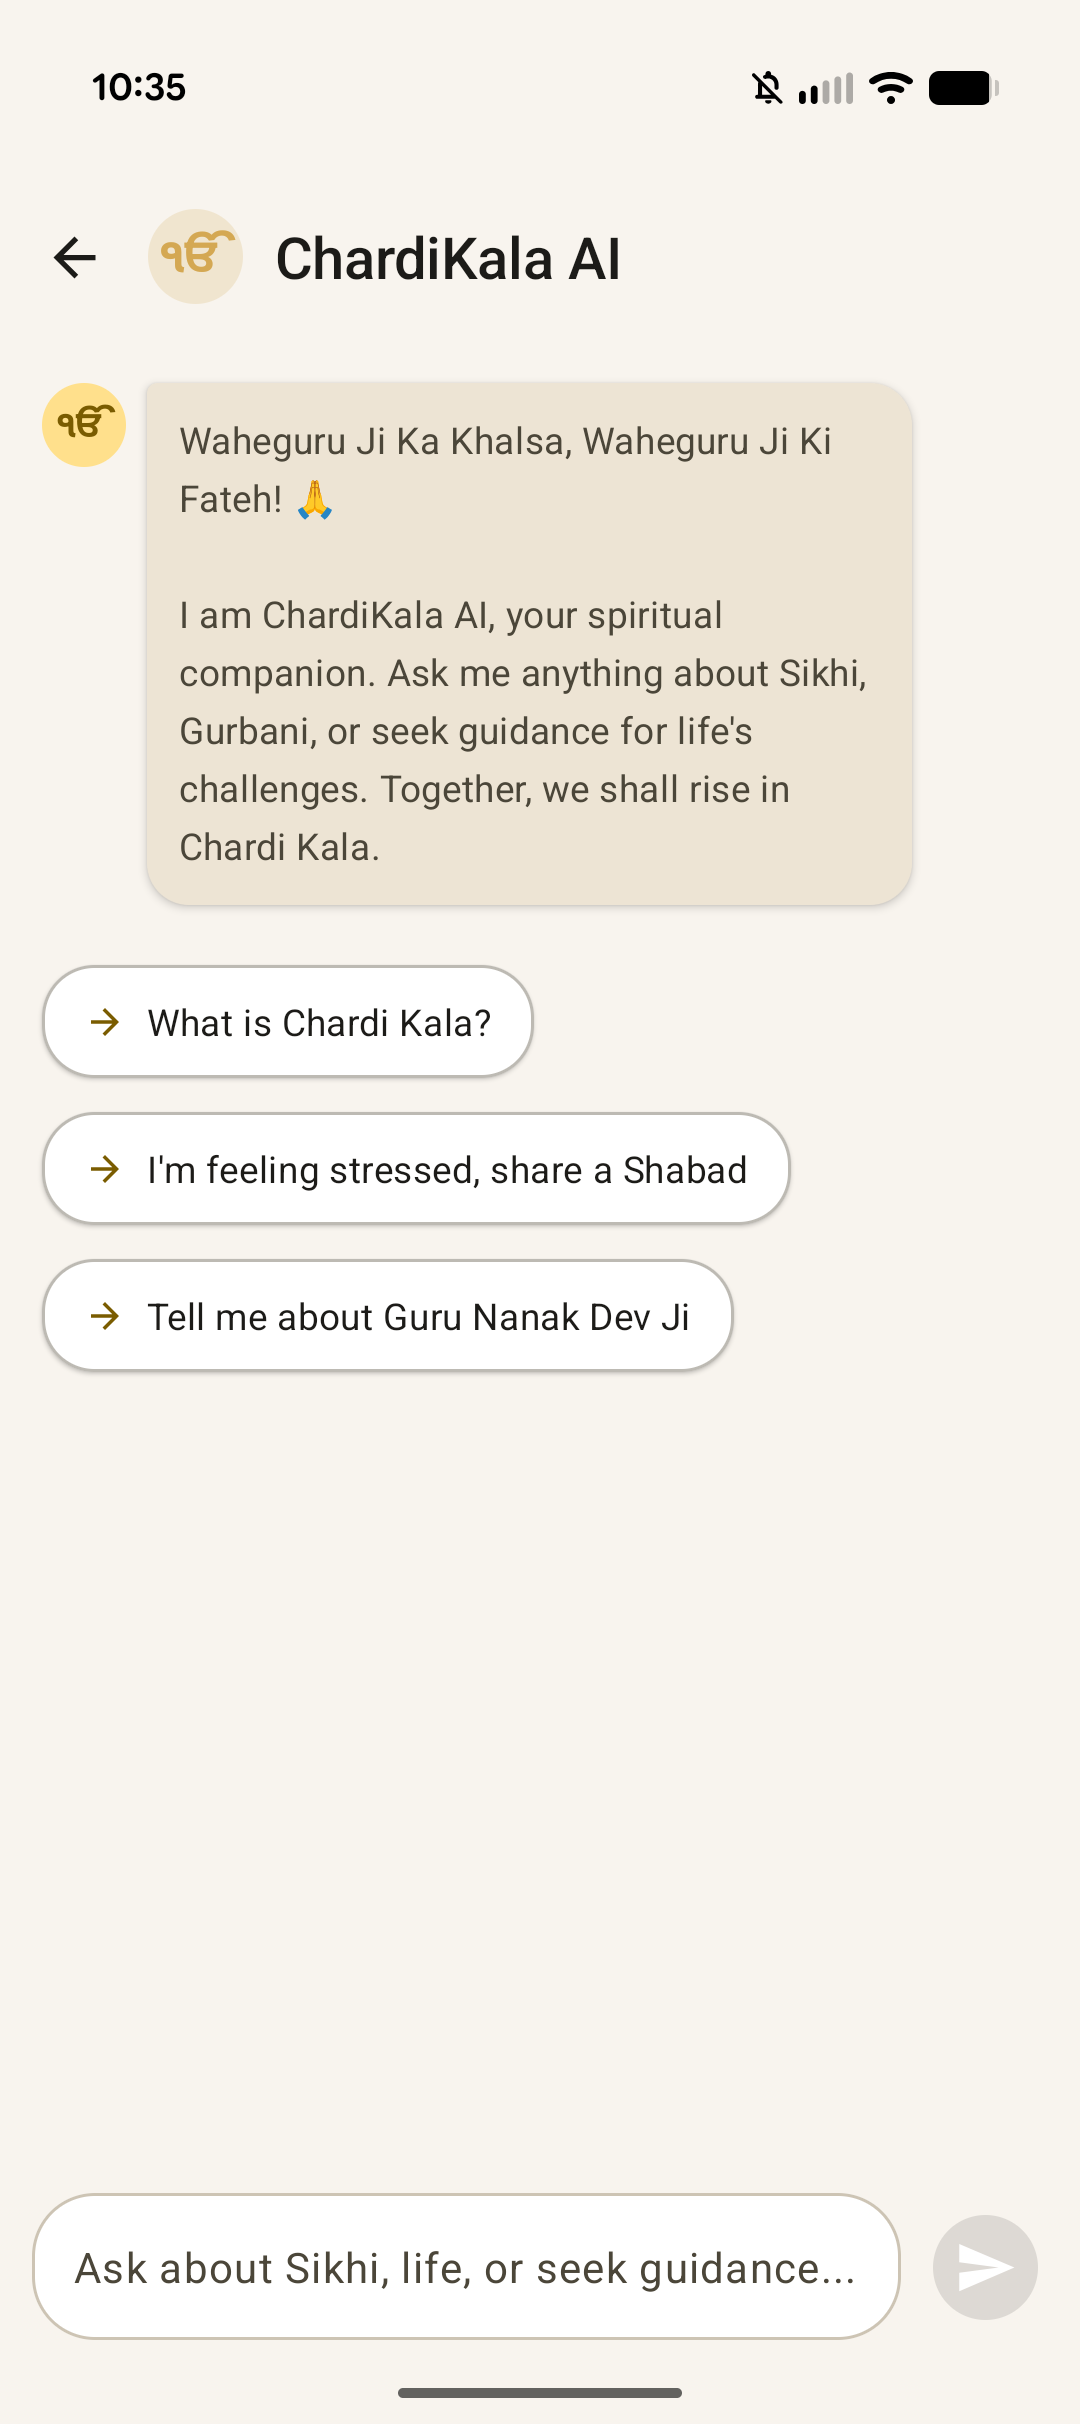 10:35
ੴ ChardiKala AI
ੴ
Waheguru Ji Ka Khalsa, Waheguru Ji Ki
Fateh! 🙏
I am ChardiKala AI, your spiritual
companion. Ask me anything about Sikhi,
Gurbani, or seek guidance for life's
challenges. Together, we shall rise in
Chardi Kala.
What is Chardi Kala?
I'm feeling stressed, share a Shabad
Tell me about Guru Nanak Dev Ji
Ask about Sikhi, life, or seek guidance...